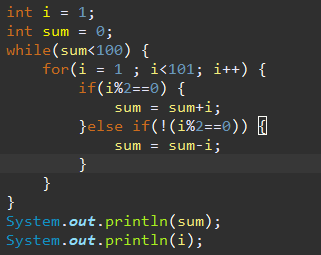 int i = 1;
int sum = 0;
while(sum<100) {
    for(i = 1 ; i<101; i++) {
        if(i%2==0) {
            sum = sum+i;
        }else if(!(i%2==0)) {
            sum = sum-i;
        }
    }
}
System.out.println(sum);
System.out.println(i);